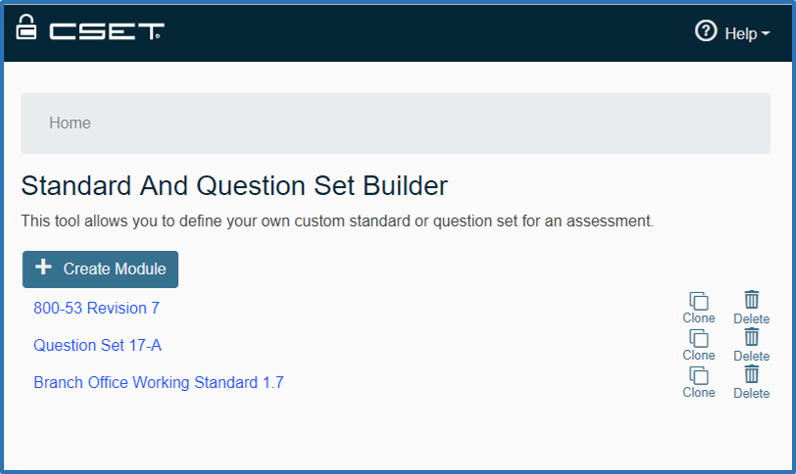 CSET
Help
Home
Standard And Question Set Builder
This tool allows you to define your own custom standard or question set for an assessment.
Create Module
800-53 Revision 7
Clone
Delete
Question Set 17-A
Clone
Delete
Branch Office Working Standard 1.7
Clone
Delete